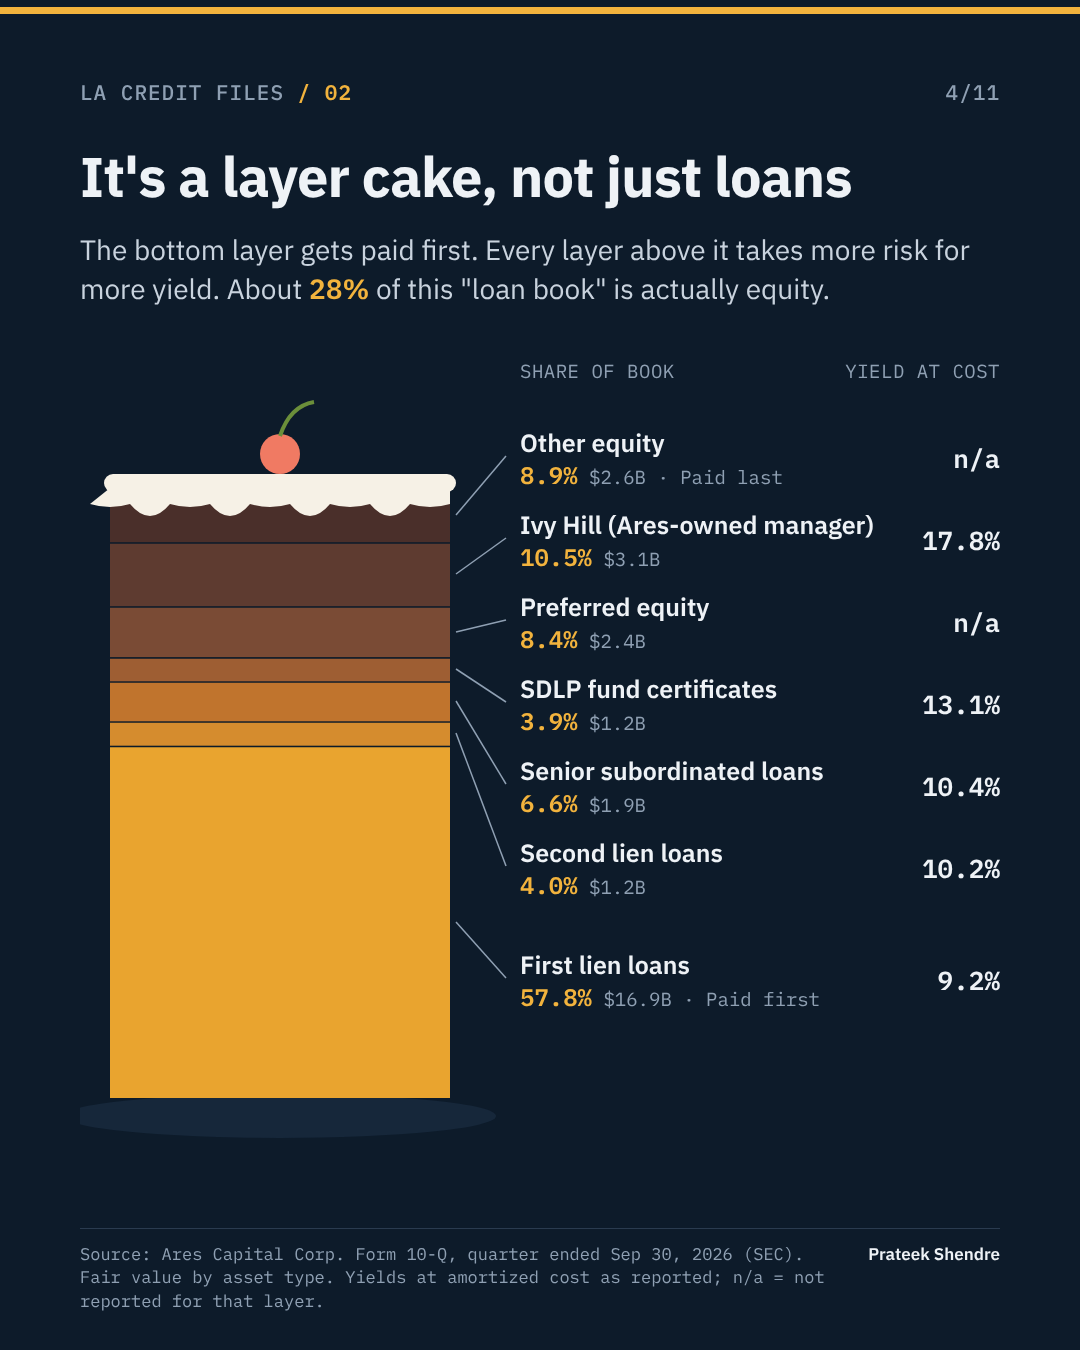 LA CREDIT FILES / 02
4/11
It's a layer cake, not just loans
The bottom layer gets paid first. Every layer above it takes more risk for
more yield. About 28% of this "loan book" is actually equity.
SHARE OF BOOK
YIELD AT COST
Other equity
8.9% $2.6B · Paid last
n/a
Ivy Hill (Ares-owned manager)
10.5% $3.1B
17.8%
Preferred equity
8.4% $2.4B
n/a
SDLP fund certificates
3.9% $1.2B
13.1%
Senior subordinated loans
6.6% $1.9B
10.4%
Second lien loans
4.0% $1.2B
10.2%
First lien loans
57.8% $16.9B · Paid first
9.2%
Source: Ares Capital Corp. Form 10-Q, quarter ended Sep 30, 2026 (SEC).
Fair value by asset type. Yields at amortized cost as reported; n/a = not
reported for that layer.
Prateek Shendre